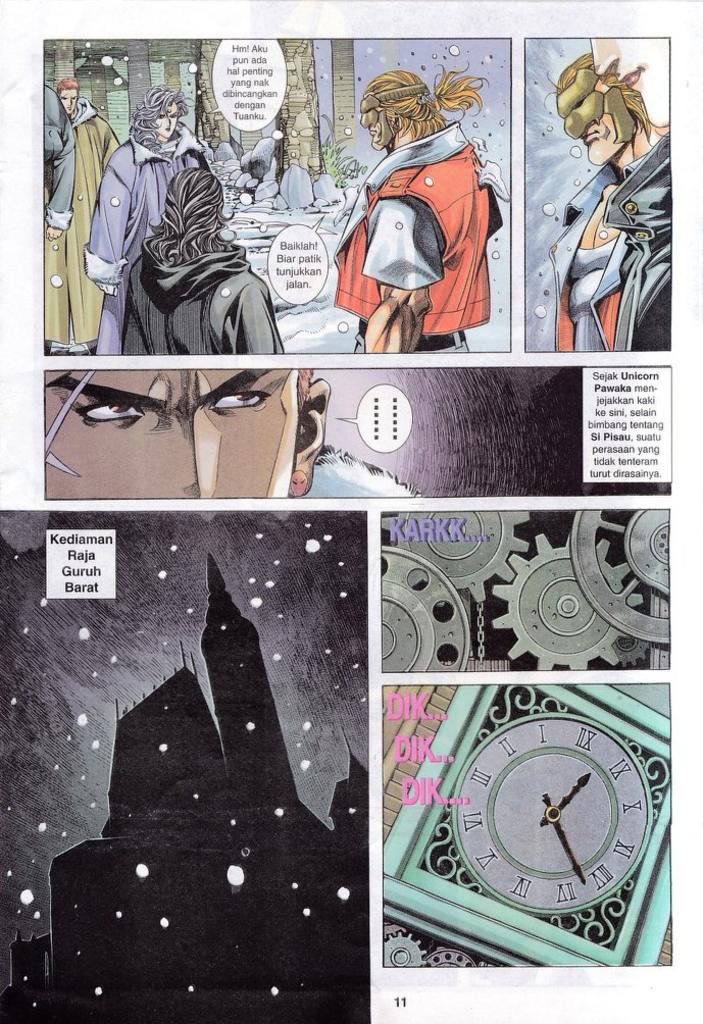 Hm! Aku
pun ada
hal penting
yang nak
dibincangkan
dengan
Tuanku.
Baiklah!
Biar patik
tunjukkan
jalan.
Sejak Unicorn
Pawaka men-
jejakkan kaki
ke sini, selain
bimbang tentang
Si Pisau, suatu
perasaan yang
tidak tenteram
turut dirasainya.
Kediaman
Raja
Guruh
Barat
KARKK....
DIK...
DIK...
DIK....
11